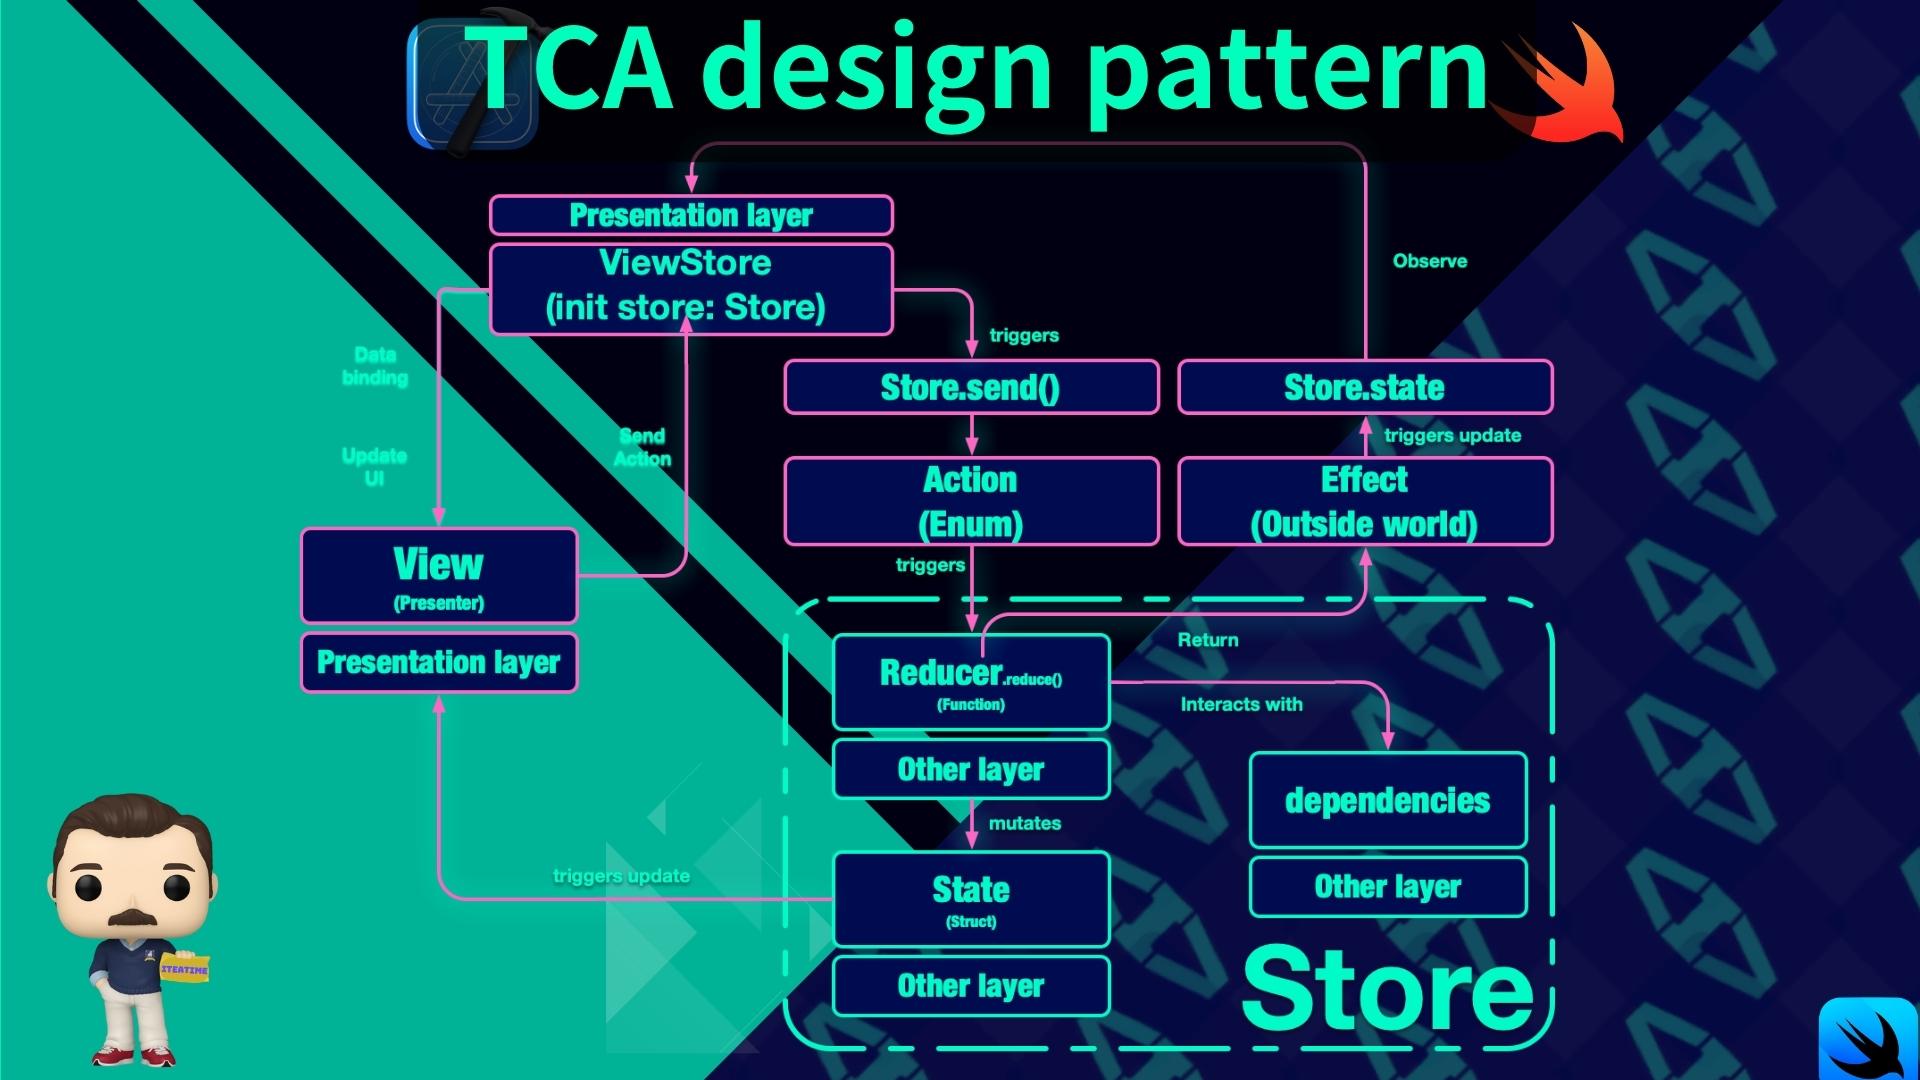 TCA design pattern
Presentation layer
ViewStore
(init store: Store)
Observe
triggers
Data
binding
Store.send()
Store.state
Send
Action
triggers update
Update
UI
Action
(Enum)
Effect
(Outside world)
View
(Presenter)
triggers
Presentation layer
Return
Reducer.reduce()
(Function)
Interacts with
Other layer
dependencies
mutates
triggers update
State
(Struct)
Other layer
Other layer
Store
ITEATIME